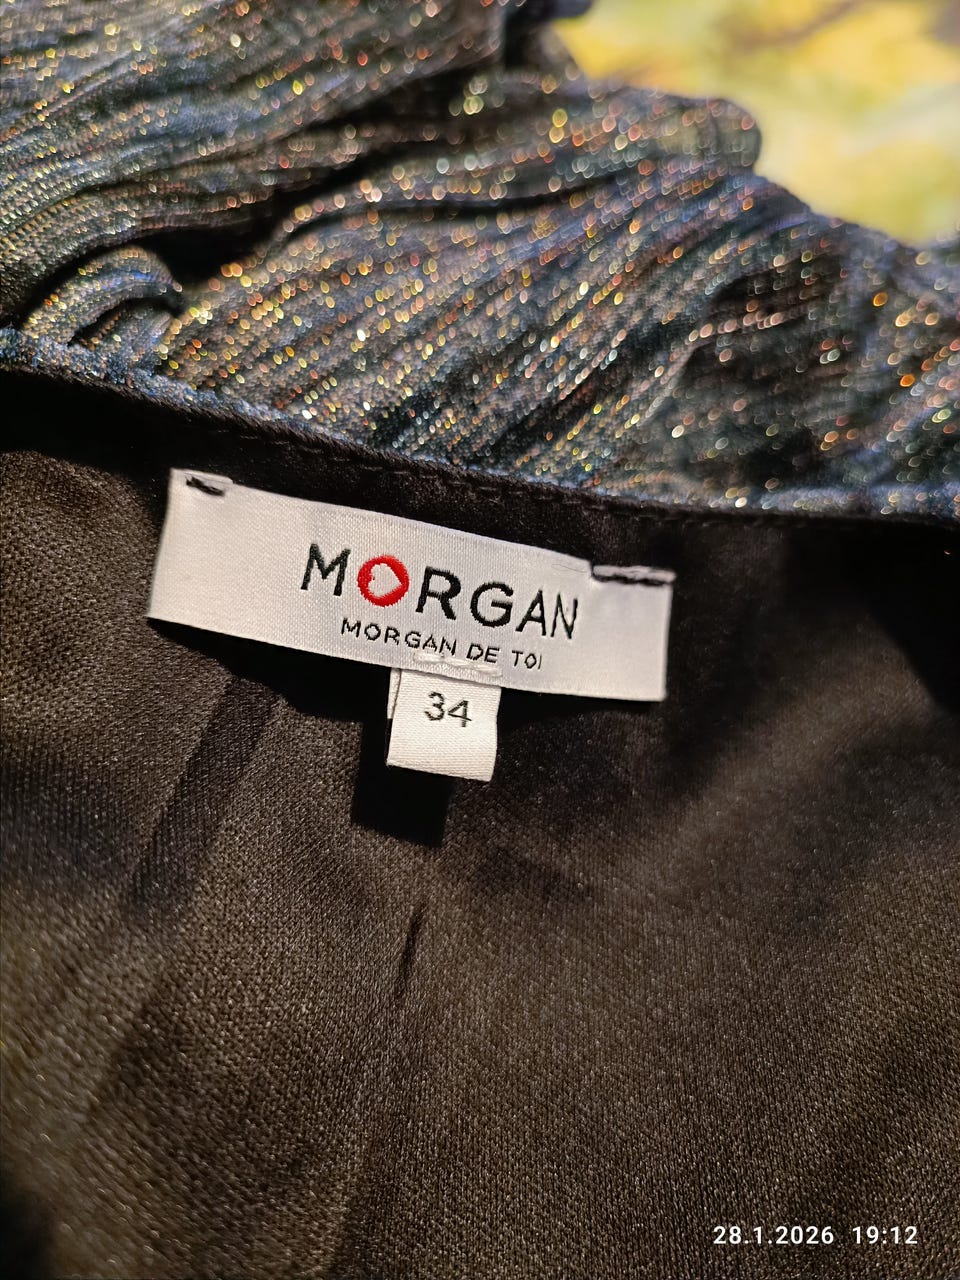 MORGAN
MORGAN DE TOI
34
28.1.2026 19:12